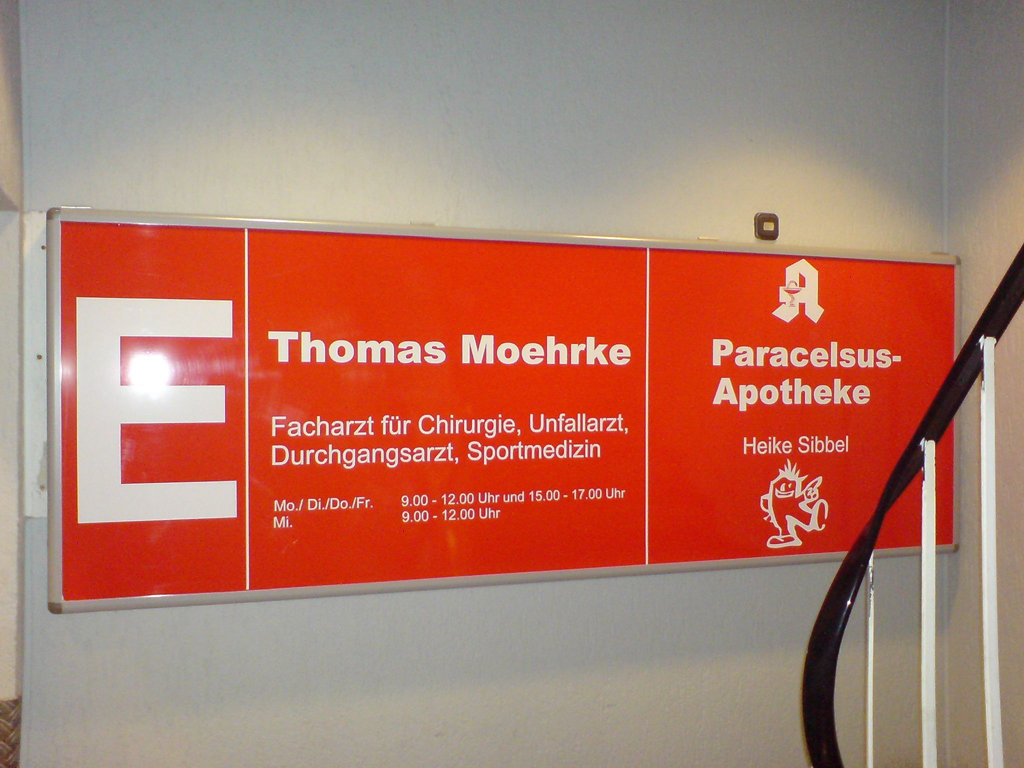 E
Thomas Moehrke
Facharzt für Chirurgie, Unfallarzt,
Durchgangsarzt, Sportmedizin
Mo./ Di./Do./Fr. 9.00 - 12.00 Uhr und 15.00 - 17.00 Uhr
Mi. 9.00 - 12.00 Uhr
A
Paracelsus-
Apotheke
Heike Sibbel